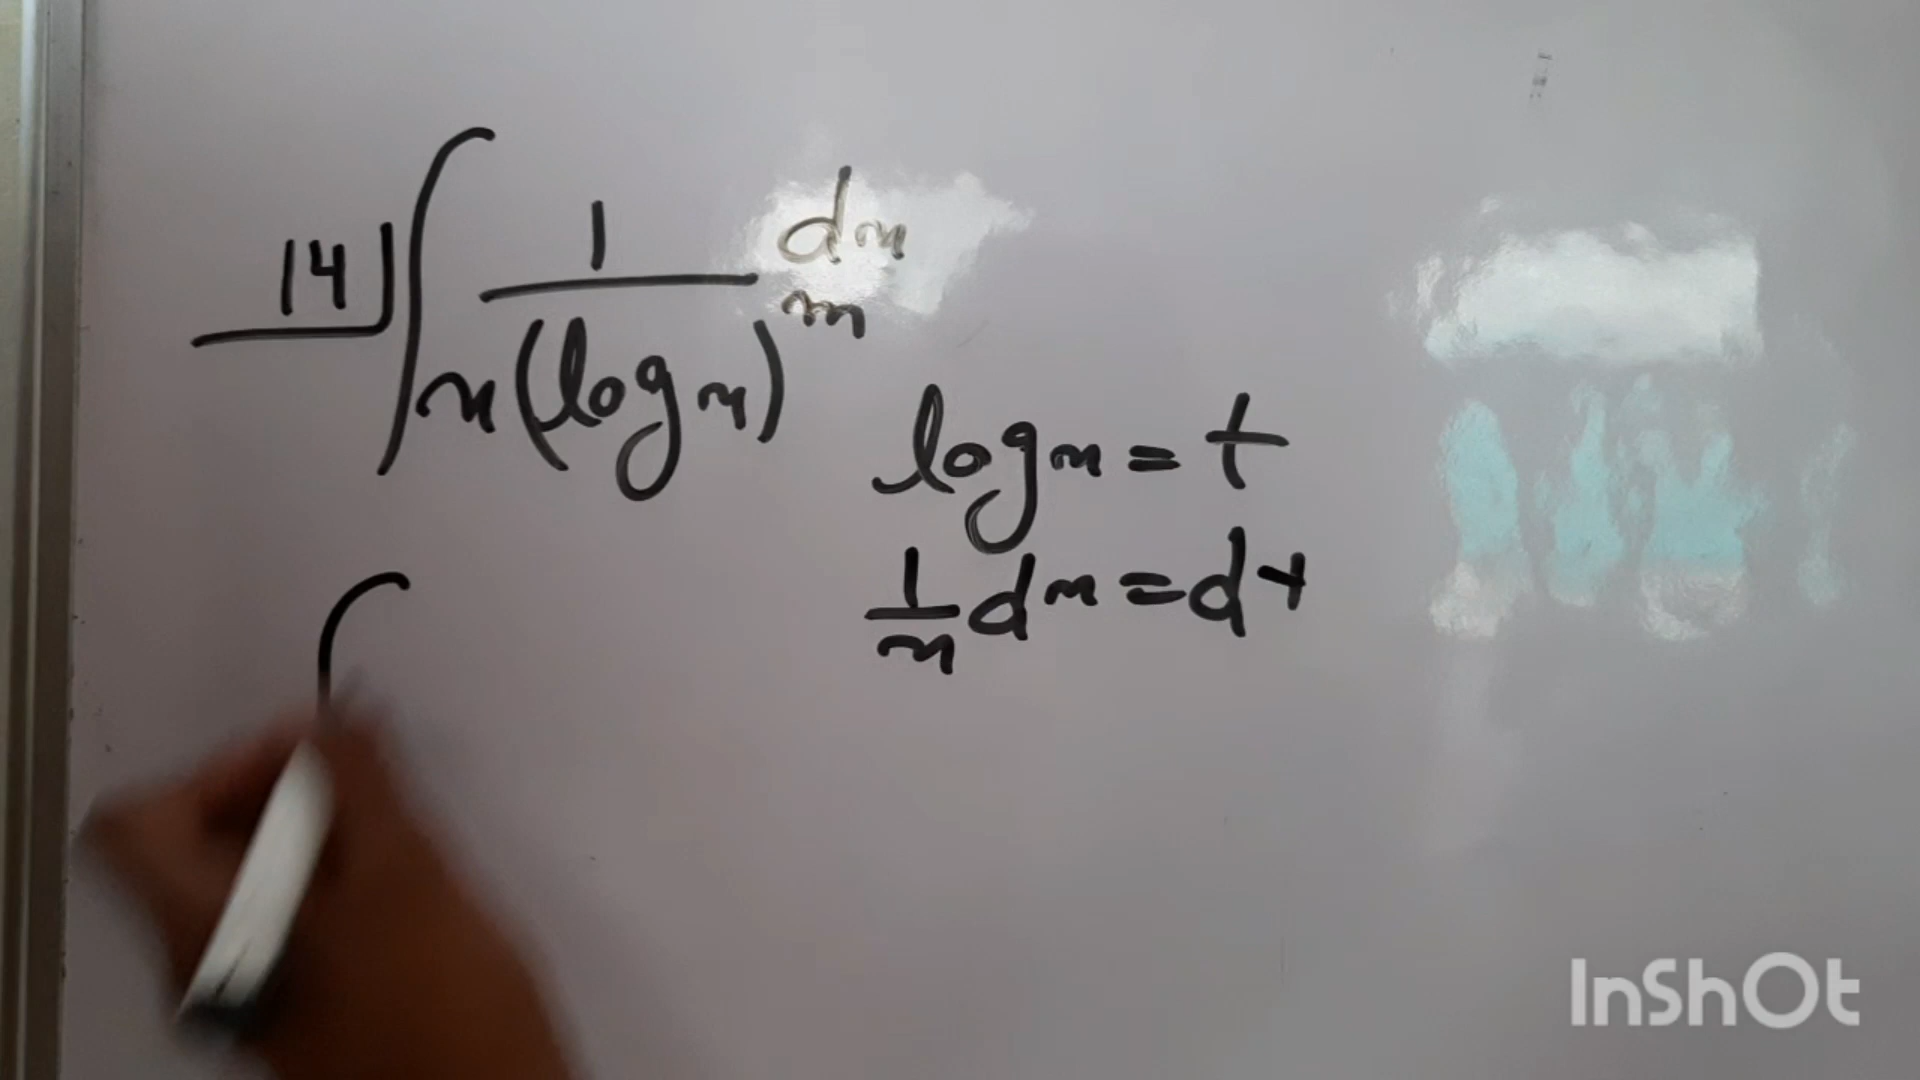 14) ∫ 1/(x(log x)^m) dx
log x = t
1/x dx = dt
∫
InShOt